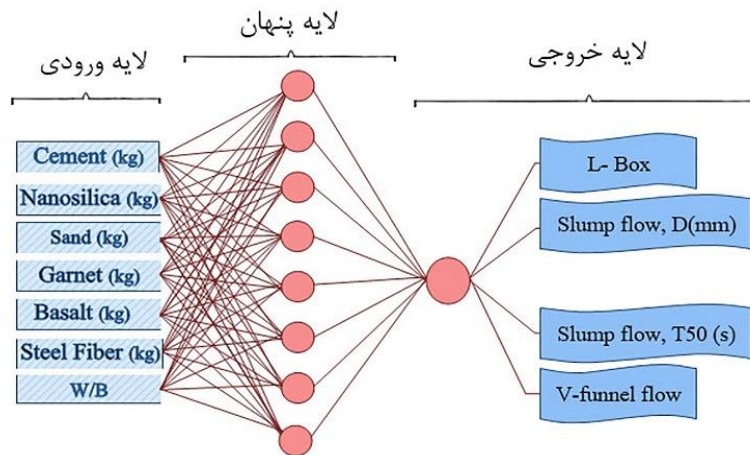 لایه ورودی
لایه پنهان
لایه خروجی
Cement (kg)
Nanosilica (kg)
Sand (kg)
Garnet (kg)
Basalt (kg)
Steel Fiber (kg)
W/B
L- Box
Slump flow, D(mm)
Slump flow, T50 (s)
V-funnel flow